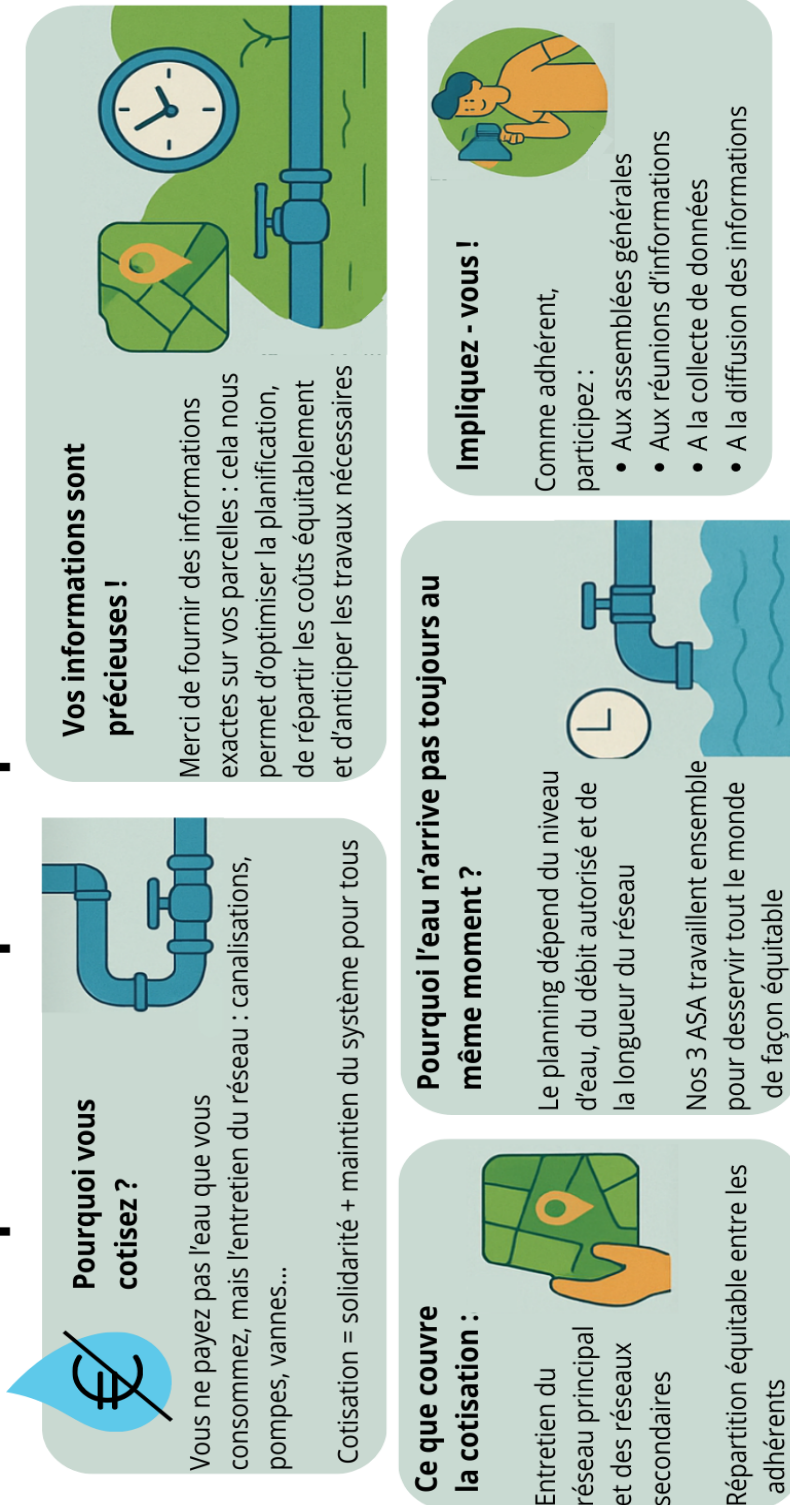 Pourquoi vous
cotisez ?
€
Vous ne payez pas l'eau que vous
consommez, mais l'entretien du réseau : canalisations,
pompes, vannes...
Cotisation = solidarité + maintien du système pour tous
Vos informations sont
précieuses !
Merci de fournir des informations
exactes sur vos parcelles : cela nous
permet d'optimiser la planification,
de répartir les coûts équitablement
et d'anticiper les travaux nécessaires
Ce que couvre
la cotisation :
Entretien du
réseau principal
et des réseaux
secondaires
Répartition équitable entre les
adhérents
Pourquoi l'eau n'arrive pas toujours au
même moment ?
Le planning dépend du niveau
d'eau, du débit autorisé et de
la longueur du réseau
Nos 3 ASA travaillent ensemble
pour desservir tout le monde
de façon équitable
Impliquez - vous !
Comme adhérent,
participez :
• Aux assemblées générales
• Aux réunions d'informations
• A la collecte de données
• A la diffusion des informations